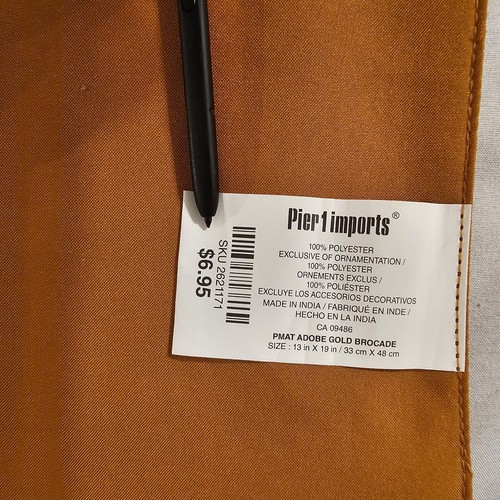 Pier1imports®
100% POLYESTER
EXCLUSIVE OF ORNAMENTATION /
100% POLYESTER
ORNEMENTS EXCLUS /
100% POLIÉSTER
EXCLUYE LOS ACCESORIOS DECORATIVOS
MADE IN INDIA / FABRIQUÉ EN INDE /
HECHO EN LA INDIA
CA 09486
PMAT ADOBE GOLD BROCADE
SIZE : 13 in X 19 in / 33 cm X 48 cm
SKU 2621171
$6.95